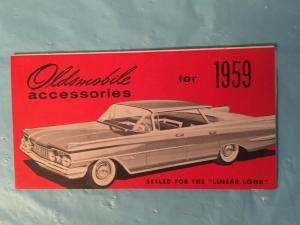 Oldsmobile for 1959
accessories
STYLED FOR THE "LINEAR LOOK"